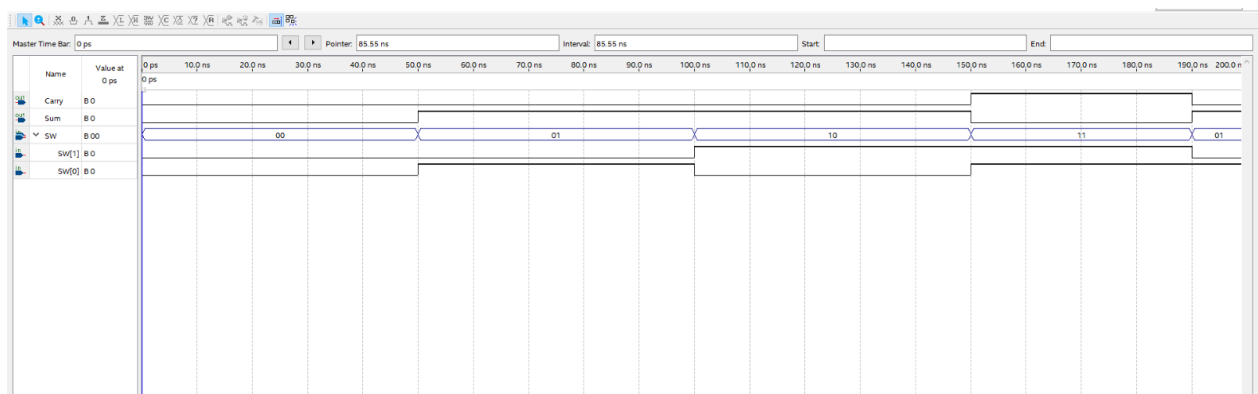 Master Time Bar: 0 ps Pointer: 85.55 ns Interval: 85.55 ns Start: End:
Name Value at 0 ps
0 ps 10.0 ns 20.0 ns 30.0 ns 40.0 ns 50.0 ns 60.0 ns 70.0 ns 80.0 ns 90.0 ns 100.0 ns 110.0 ns 120.0 ns 130.0 ns 140.0 ns 150.0 ns 160.0 ns 170.0 ns 180.0 ns 190.0 ns 200.0 n
0 ps
out Carry B 0
out Sum B 0
SW B 00 00 01 10 11 01
in SW[1] B 0
in SW[0] B 0